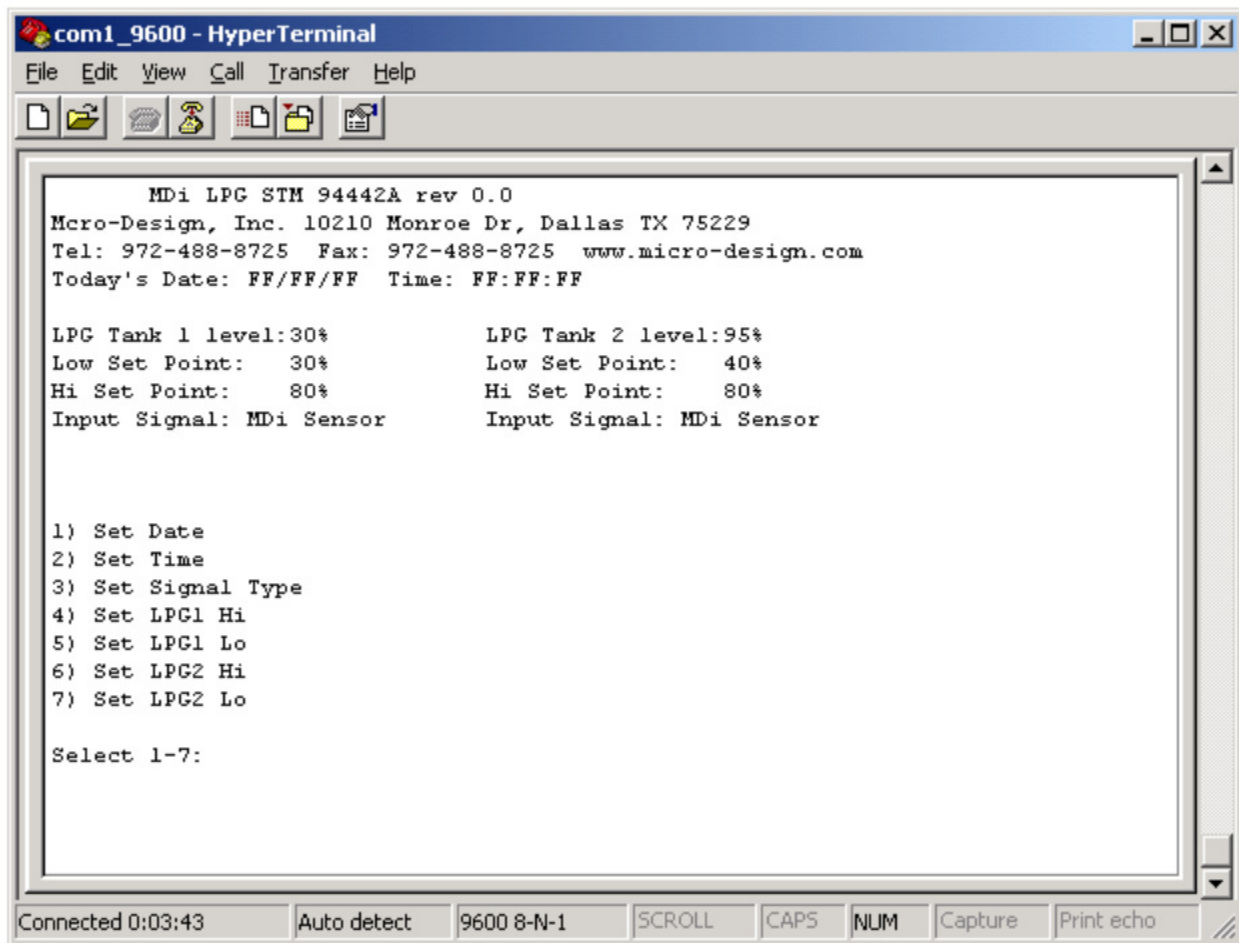 com1_9600 - HyperTerminal
File Edit View Call Transfer Help
MDi LPG STM 94442A rev 0.0
Mcro-Design, Inc. 10210 Monroe Dr, Dallas TX 75229
Tel: 972-488-8725 Fax: 972-488-8725 www.micro-design.com
Today's Date: FF/FF/FF Time: FF:FF:FF
LPG Tank 1 level:30% LPG Tank 2 level:95%
Low Set Point: 30% Low Set Point: 40%
Hi Set Point: 80% Hi Set Point: 80%
Input Signal: MDi Sensor Input Signal: MDi Sensor
1) Set Date
2) Set Time
3) Set Signal Type
4) Set LPG1 Hi
5) Set LPG1 Lo
6) Set LPG2 Hi
7) Set LPG2 Lo
Select 1-7:
Connected 0:03:43 Auto detect 9600 8-N-1 SCROLL CAPS NUM Capture Print echo